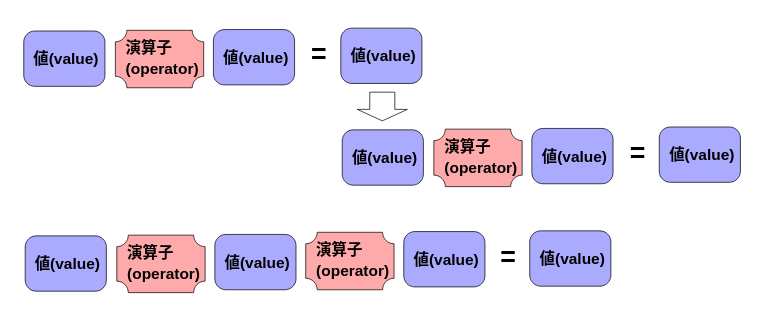 値(value) 演算子 (operator) 値(value) = 値(value)
値(value) 演算子 (operator) 値(value) = 値(value)
値(value) 演算子 (operator) 値(value) 演算子 (operator) 値(value) = 値(value)